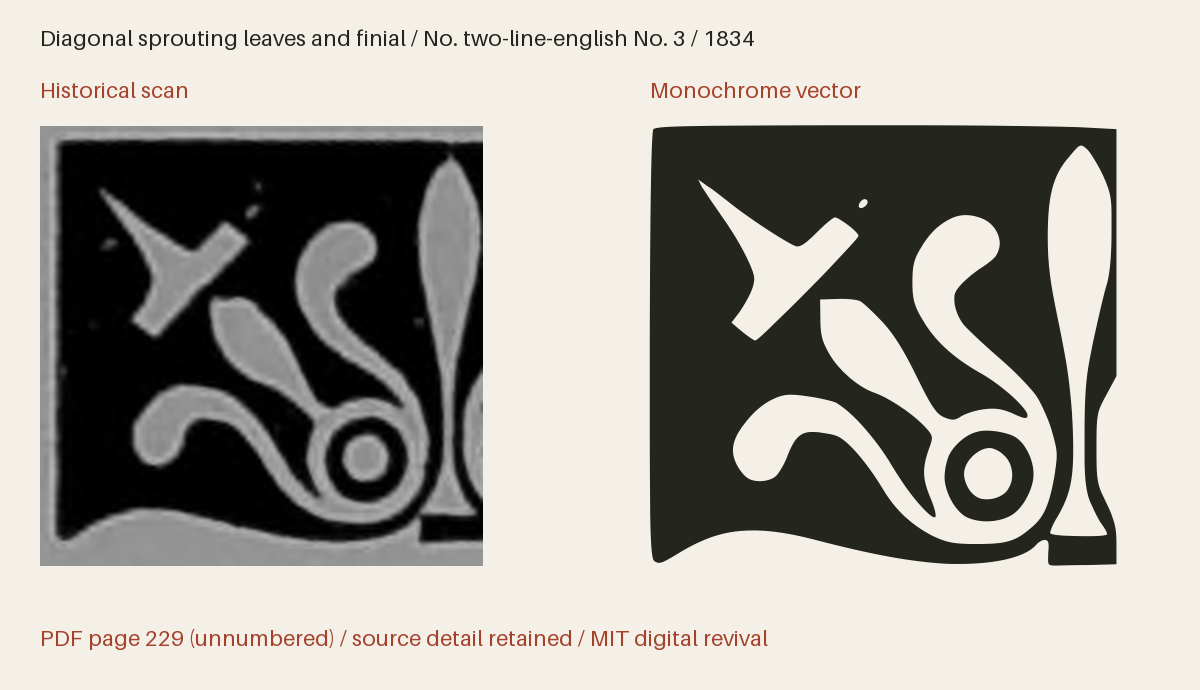 Diagonal sprouting leaves and finial / No. two-line-english No. 3 / 1834
Historical scan
Monochrome vector
PDF page 229 (unnumbered) / source detail retained / MIT digital revival